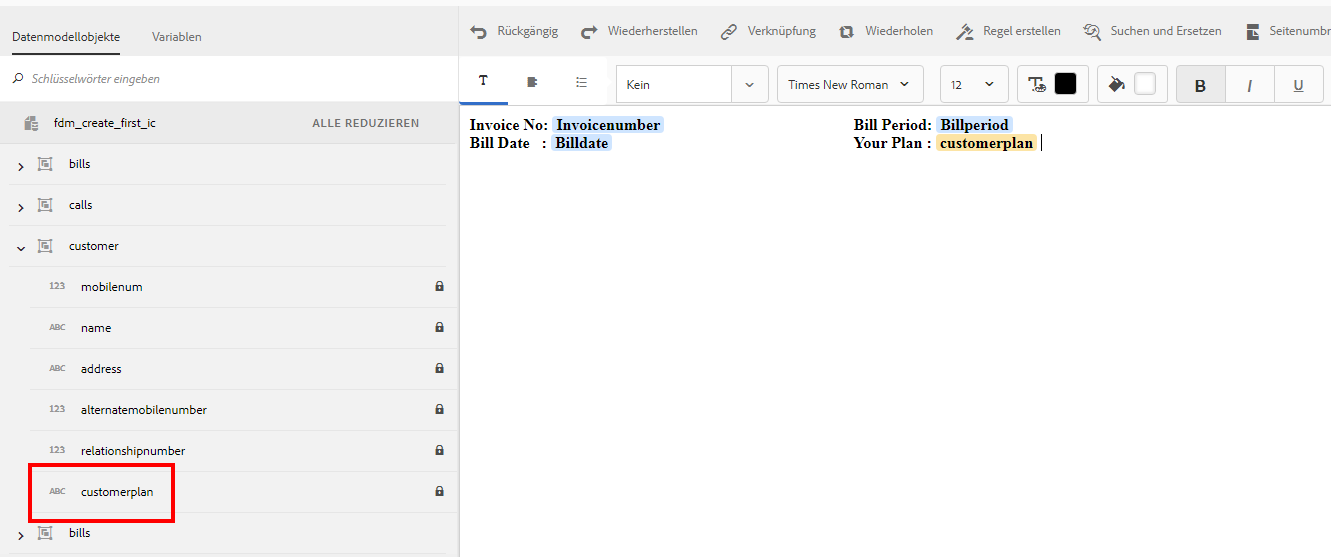 Datenmodellobjekte Variablen
Schlüsselwörter eingeben
fdm_create_first_ic ALLE REDUZIEREN
bills
calls
customer
123 mobilenum
ABC name
ABC address
123 alternatemobilenumber
123 relationshipnumber
ABC customerplan
bills
Rückgängig Wiederherstellen Verknüpfung Wiederholen Regel erstellen Suchen und Ersetzen Seitenumbr
T Kein Times New Roman 12 T B I U
Invoice No: Invoicenumber Bill Period: Billperiod
Bill Date : Billdate Your Plan : customerplan